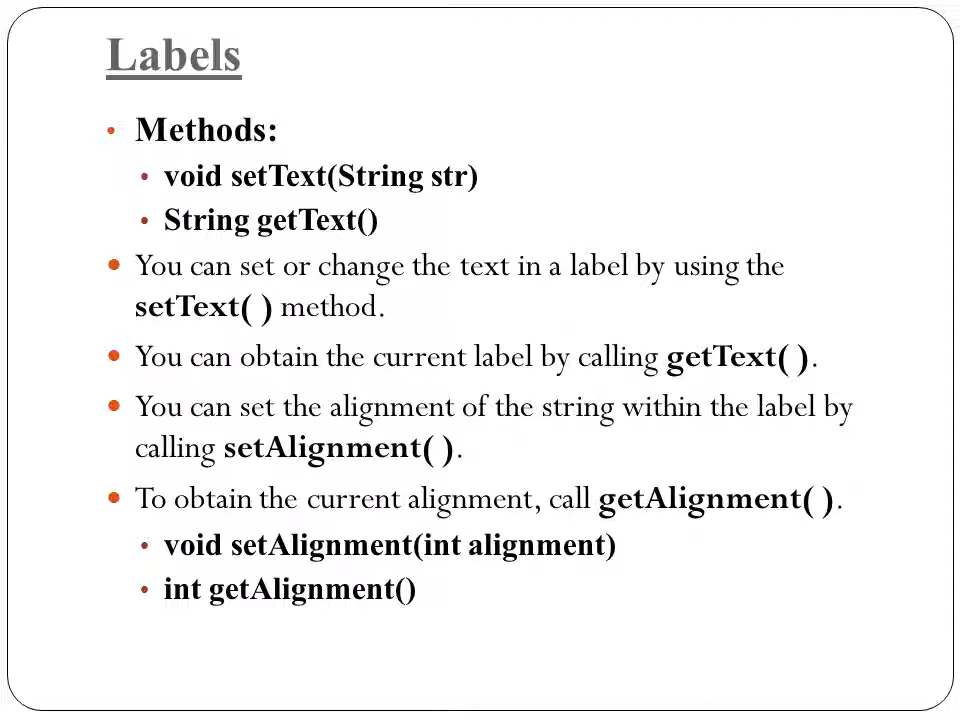 Labels
• Methods:
• void setText(String str)
• String getText()
• You can set or change the text in a label by using the
setText( ) method.
• You can obtain the current label by calling getText( ).
• You can set the alignment of the string within the label by
calling setAlignment( ).
• To obtain the current alignment, call getAlignment( ).
• void setAlignment(int alignment)
• int getAlignment()